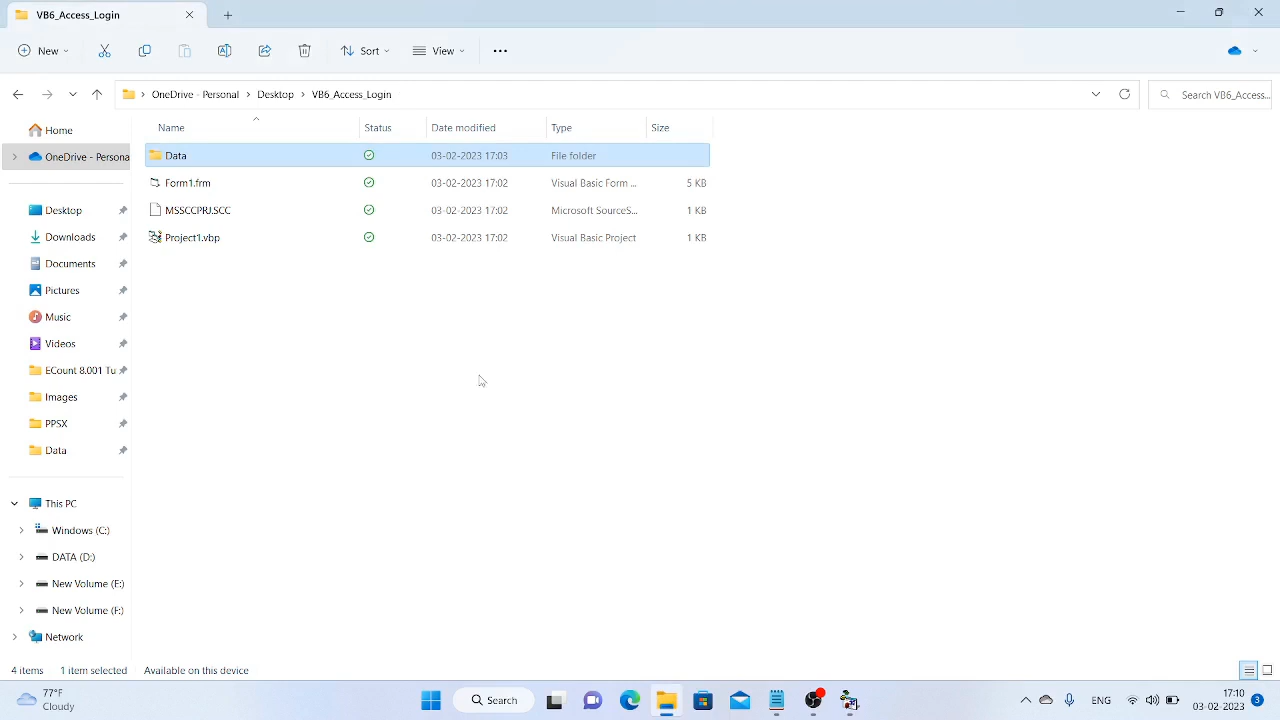 VB6_Access_Login
New
Sort
View
OneDrive - Personal
Desktop
VB6_Access_Login
Search VB6_Access...
Name
Status
Date modified
Type
Size
Data
03-02-2023 17:03
File folder
Form1.frm
03-02-2023 17:02
Visual Basic Form ...
5 KB
MSSCCPRJ.SCC
03-02-2023 17:02
Microsoft SourceS...
1 KB
Project1.vbp
03-02-2023 17:02
Visual Basic Project
1 KB
Home
OneDrive - Persona
Desktop
Downloads
Documents
Pictures
Music
Videos
ECount 8.001 Tu
Images
PPSX
Data
This PC
Windows (C:)
DATA (D:)
New Volume (E:)
New Volume (F:)
Network
4 items
1 item selected
Available on this device
77°F
Cloudy
Search
ENG
17:10
03-02-2023
3